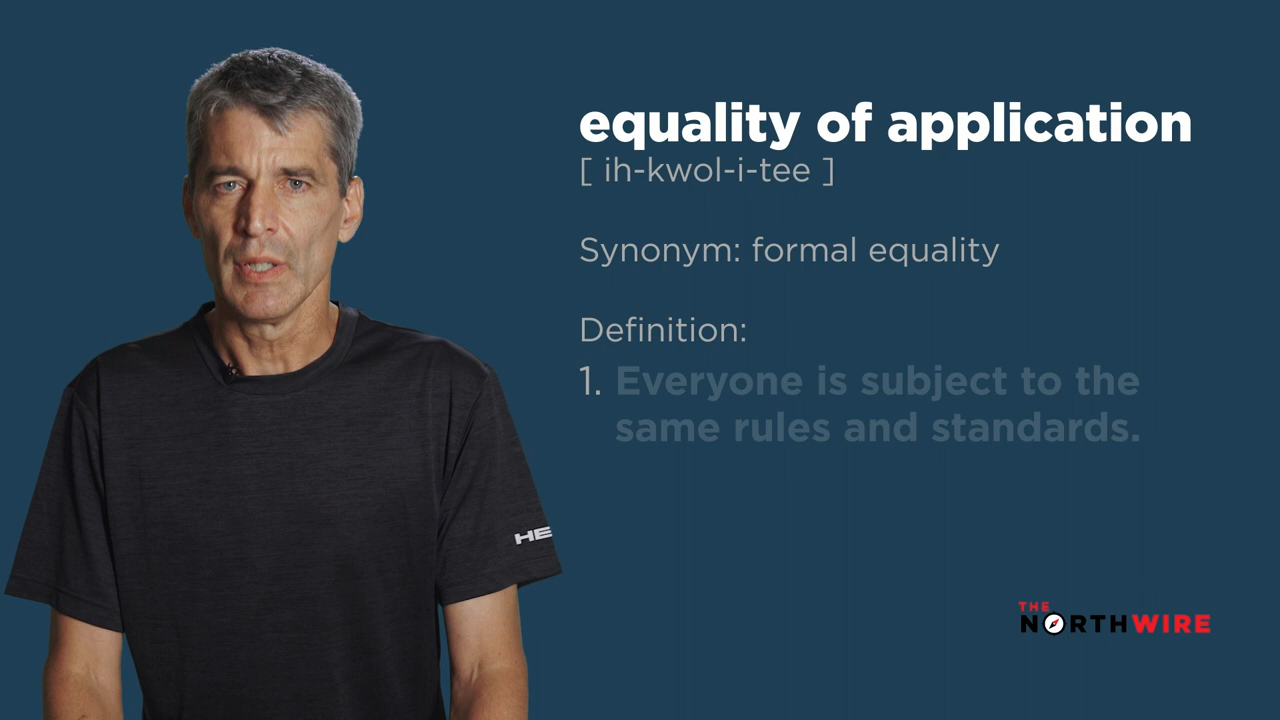 equality of application
[ ih-kwol-i-tee ]
Synonym: formal equality
Definition:
1. Everyone is subject to the
same rules and standards.
HE
THE
NORTHWIRE